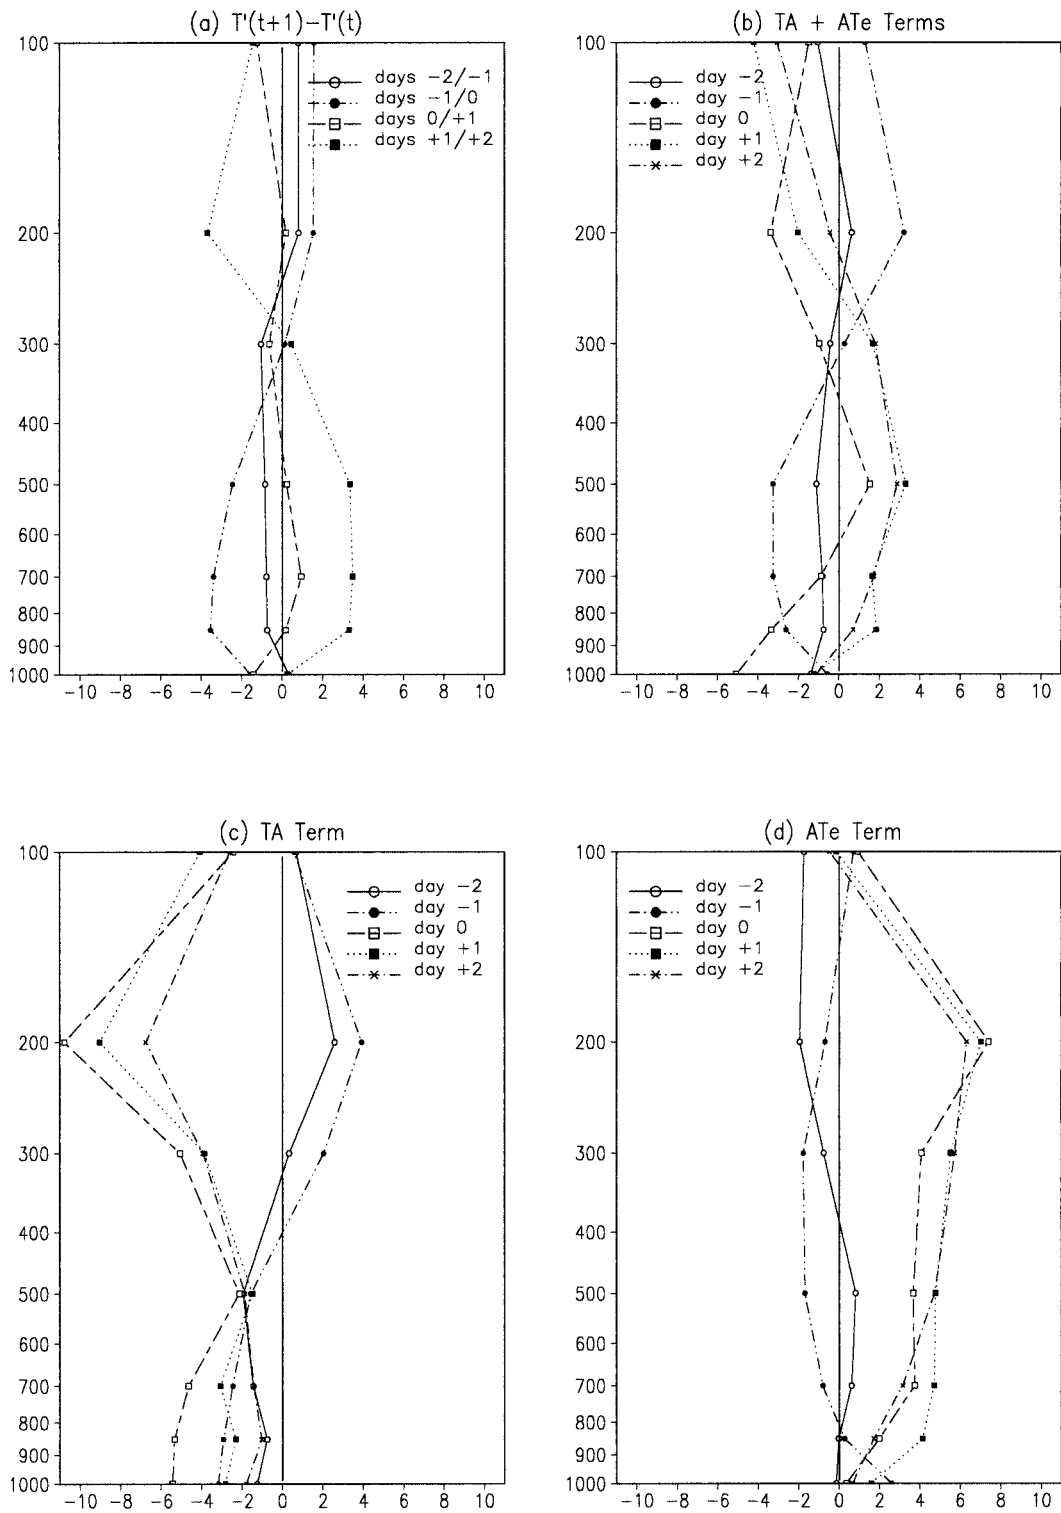 (a) T'(t+1)−T'(t)
100
200
300
400
500
600
700
800
900
1000
days −2/−1
days −1/0
days 0/+1
days +1/+2
−10 −8 −6 −4 −2 0 2 4 6 8 10
(b) TA + ATe Terms
100
200
300
400
500
600
700
800
900
1000
day −2
day −1
day 0
day +1
day +2
−10 −8 −6 −4 −2 0 2 4 6 8 10
(c) TA Term
100
200
300
400
500
600
700
800
900
1000
day −2
day −1
day 0
day +1
day +2
−10 −8 −6 −4 −2 0 2 4 6 8 10
(d) ATe Term
100
200
300
400
500
600
700
800
900
1000
day −2
day −1
day 0
day +1
day +2
−10 −8 −6 −4 −2 0 2 4 6 8 10